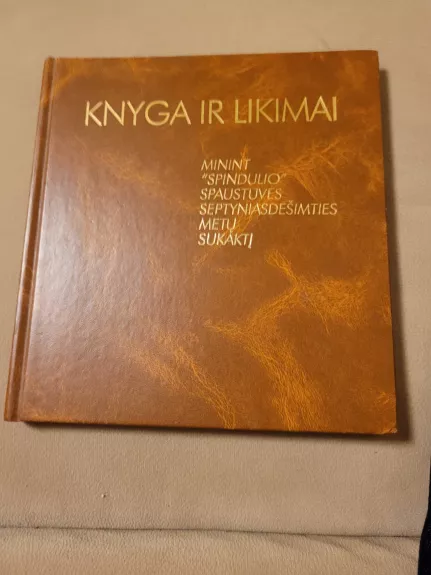 KNYGA IR LIKIMAI
MININT
"SPINDULIO"
SPAUSTUVĖS
SEPTYNIASDEŠIMTIES
METŲ
SUKAKTĮ